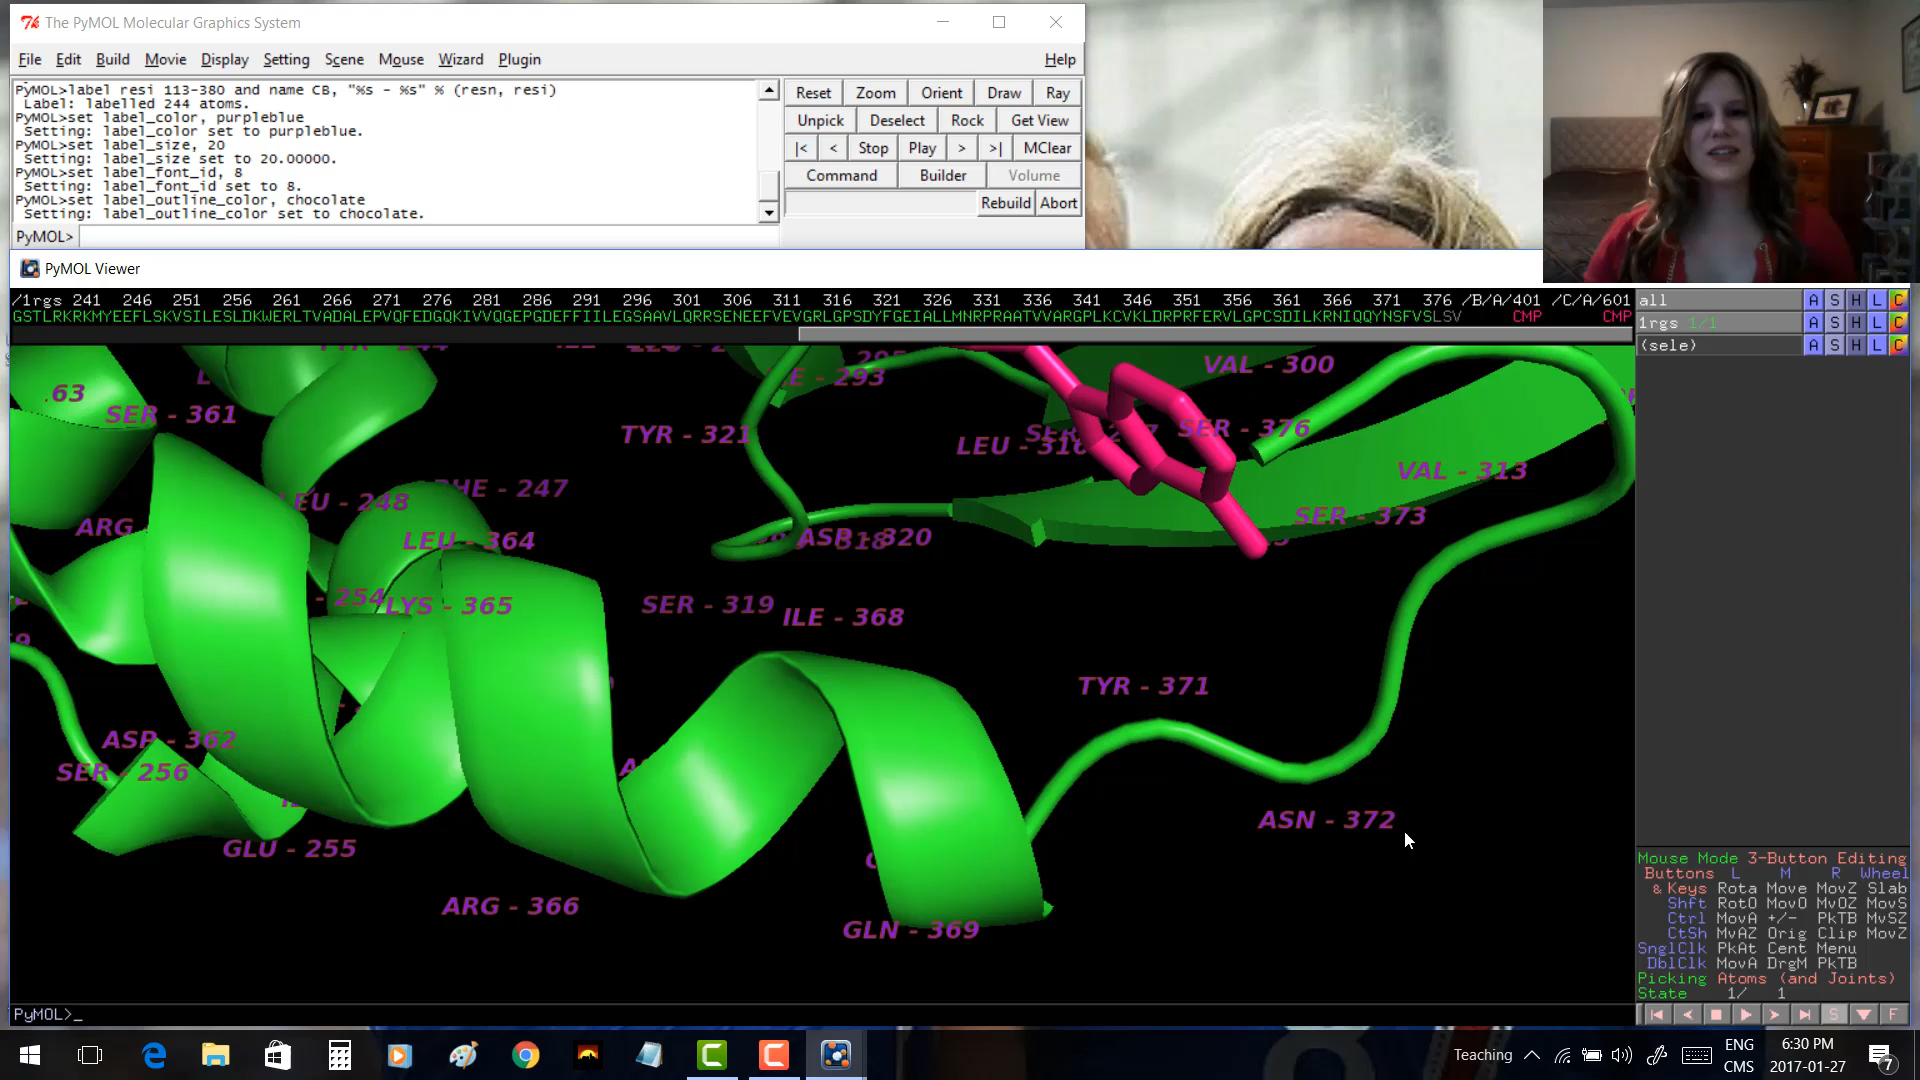 The PyMOL Molecular Graphics System
File Edit Build Movie Display Setting Scene Mouse Wizard Plugin Help
PyMOL>label resi 113-380 and name CB, "%s - %s" % (resn, resi)
Label: labelled 244 atoms.
PyMOL>set label_color, purpleblue
Setting: label_color set to purpleblue.
PyMOL>set label_size, 20
Setting: label_size set to 20.00000.
PyMOL>set label_font_id, 8
Setting: label_font_id set to 8.
PyMOL>set label_outline_color, chocolate
Setting: label_outline_color set to chocolate.
PyMOL>
Reset Zoom Orient Draw Ray
Unpick Deselect Rock Get View
|< < Stop Play > >| MClear
Command Builder Volume
Rebuild Abort
PyMOL Viewer
/1rgs 241 246 251 256 261 266 271 276 281 286 291 296 301 306 311 316 321 326 331 336 341 346 351 356 361 366 371 376 /B/A/401 /C/A/601
GSTLRKRKMYEEFLSKVSILESLDKWERLTVADALEPVQFEDGQKIVVQGEPGDEFFIILEGSAAVLQRRSENEEFVEVGRLGPSDYFGEIALLMNRPRAATVVARGPLKCVKLDRPRFERVLGPCSDILKRNIQQYNSFVSLSV CMP CMP
all A S H L C
1rgs 1/1 A S H L C
(sele) A S H L C
VAL - 300
- 293
63
SER - 361
SER - 376
TYR - 321
LEU - 316
VAL - 313
PHE - 247
LEU - 248
SER - 373
ARG
LEU - 364
ASP - 320
- 254
LYS - 365
SER - 319
ILE - 368
TYR - 371
ASP - 362
SER - 256
ASN - 372
GLU - 255
ARG - 366
GLN - 369
Mouse Mode 3-Button Editing
Buttons L M R Wheel
& Keys Rota Move MovZ Slab
Shft RotO MovO MvOZ MovS
Ctrl MovA +/- PkTB MvSZ
CtSh MvAZ Orig Clip MovZ
SnglClk PkAt Cent Menu
DblClk MovA DrgM PkTB
Picking Atoms (and Joints)
State 1/ 1
S F
PyMOL>_
Teaching
ENG
CMS
6:30 PM
2017-01-27
7